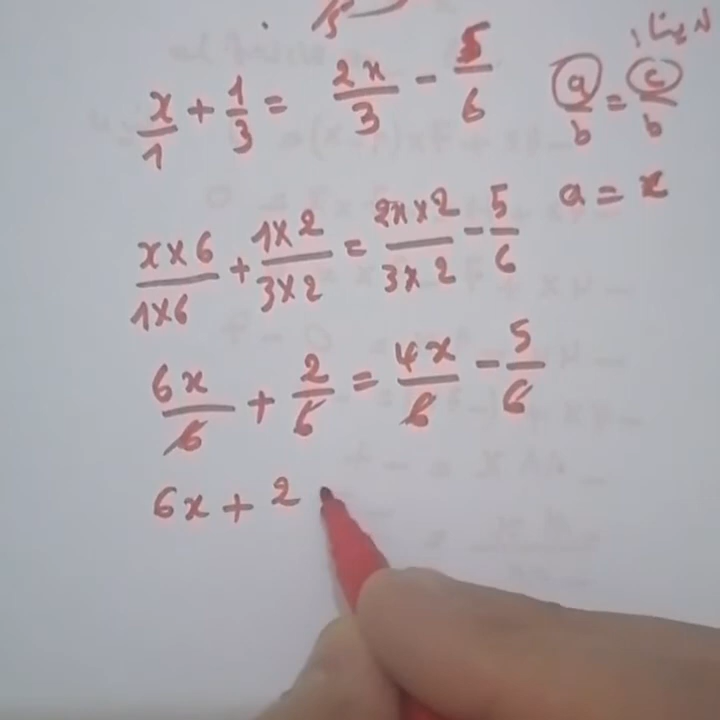 x/1 + 1/3 = 2x/3 - 5/6
لدينا :
a/b = c/b
x×6/1×6 + 1×2/3×2 = 2x×2/3×2 - 5/6
6x/6 + 2/6 = 4x/6 - 5/6
6x + 2